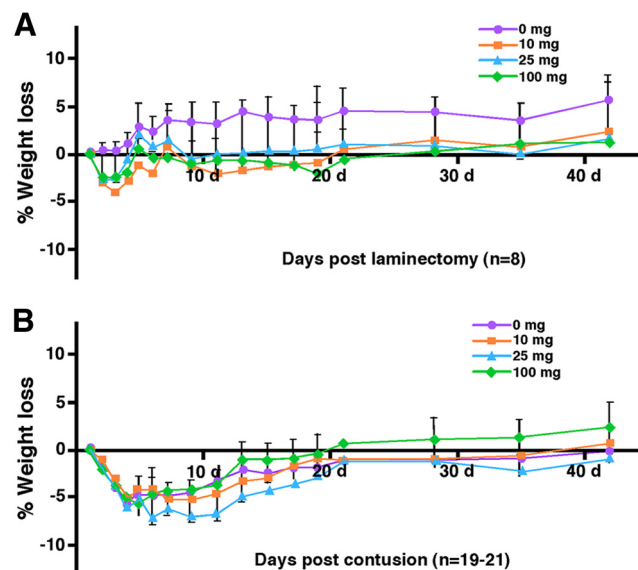 A
0 mg
10 mg
25 mg
100 mg
% Weight loss
10
5
0
-5
-10
10 d
20 d
30 d
40 d
Days post laminectomy (n=8)
B
0 mg
10 mg
25 mg
100 mg
% Weight loss
10
5
0
-5
-10
10 d
20 d
30 d
40 d
Days post contusion (n=19-21)